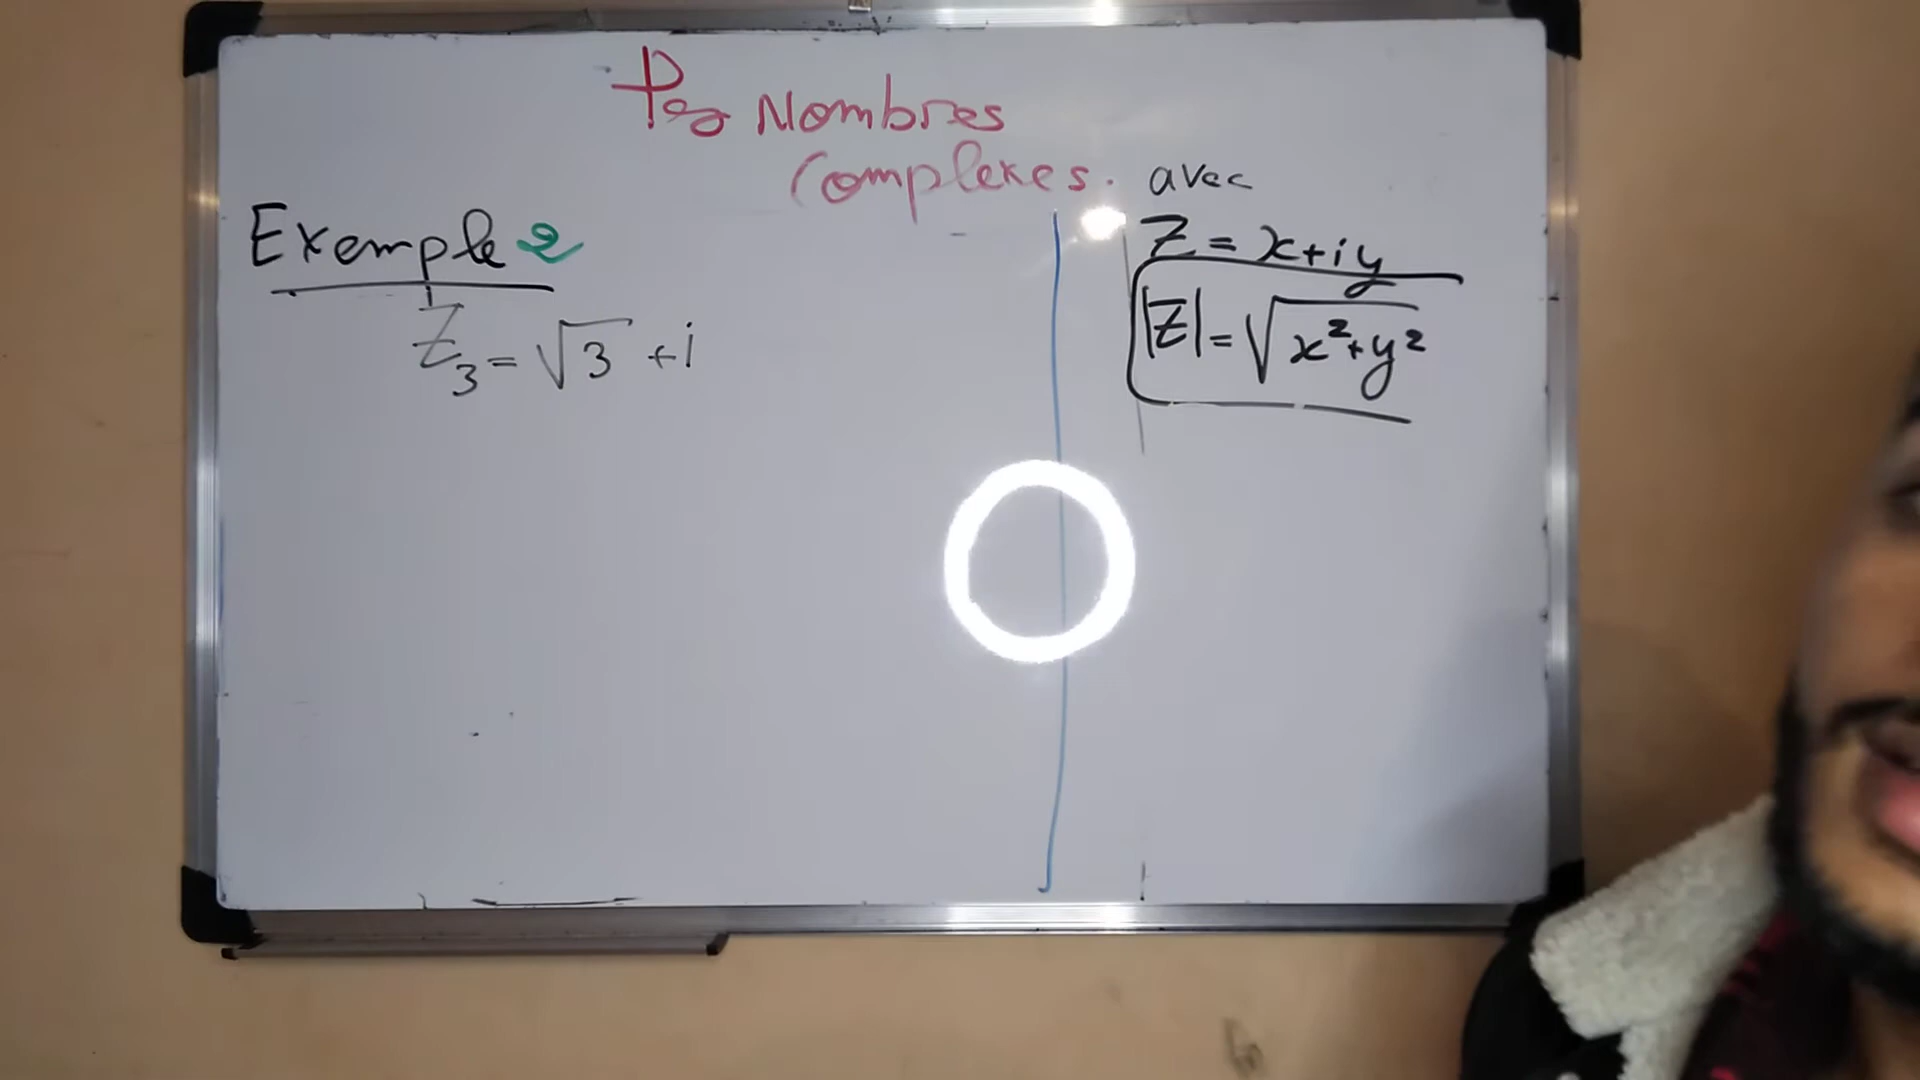 Les Nombres
Complexes.
Exemple 2
Z₃ = √3 + i
avec
Z = x + iy
|Z| = √x² + y²